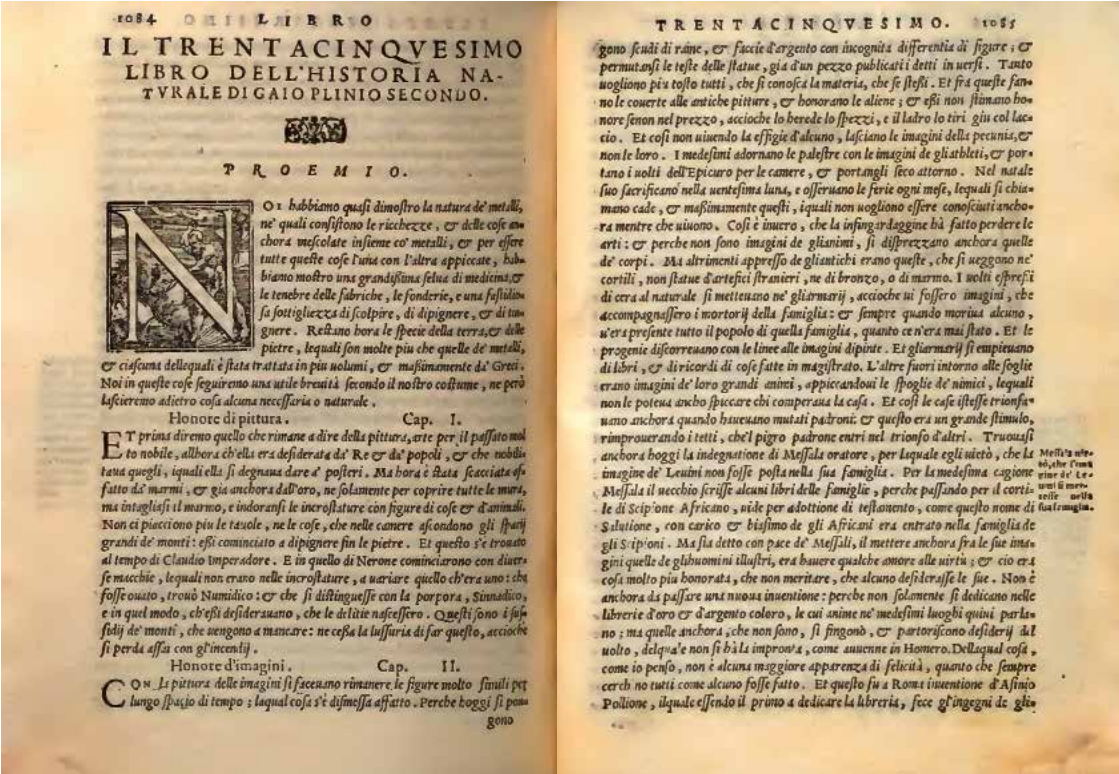 1084 LIBRO
IL TRENTACINQVESIMO
LIBRO DELL'HISTORIA NA-
TVRALE DI GAIO PLINIO SECONDO.
PROEMIO.
NOI habbiamo quasi dimostro la natura de' metalli,
ne' quali consistono le ricchezze, & delle cose an-
chora mescolate insieme co' metalli, & per essere
tutte queste cose l'una con l'altra appiccate, hab-
biamo mostro una grandissima selua di medicina, &
le tenebre delle fabriche, le fonderie, e una fastidio-
sa sottigliezza di scolpire, di dipignere, & di tin-
gnere. Restano hora le specie della terra, & delle
pietre, lequali son molte piu che quelle de' metalli,
& ciascuna dellequali è stata trattata in piu uolumi, & maßimamente da' Greci.
Noi in queste cose seguiremo una utile breuità secondo il nostro costume, ne però
lascieremo adietro cosa alcuna necessaria o naturale.
Honore di pittura. Cap. I.
ET prima diremo quello che rimane a dire della pittura, arte per il passato mol
to nobile, allhora ch'ella era desiderata da' Re & da' popoli, & che nobili-
taua quegli, iquali ella si degnaua dare a' posteri. Ma hora è stata scacciata af-
fatto da' marmi, & gia anchora dall'oro, ne solamente per coprire tutte le mura,
ma intagliasi il marmo, e indoransi le incrostature con figure di cose & d'animali.
Non ci piacciono piu le tauole, ne le cose, che nelle camere ascondono gli spatij
grandi de' monti: eßi cominciato a dipignere fin le pietre. Et questo s'è trouato
al tempo di Claudio Imperadore. E in quello di Nerone cominciarono con diuer-
se macchie, lequali non erano nelle incrostature, a uariare quello ch'era uno: che
fosse ouato, trouò Numidico: & che si distinguesse con la porpora, Sinnadico,
e in quel modo, ch'eßi desiderauano, che le delitie nascessero. Questi sono i sus-
sidij de' monti, che uengono a mancare: ne ceßa la lussuria di far questo, accioche
si perda assai con gl'incendij.
Honore d'imagini. Cap. II.
CON la pittura delle imagini si faceuano rimanere le figure molto simili per
lungo spacio di tempo; laqual cosa s'è dismessa affatto. Perche hoggi si pon-
gono
TRENTACINQVESIMO. 1085
gono scudi di rame, & faccie d'argento con incognita differentia di figure; &
permutansi le teste delle statue, gia d'un pezzo publicati i detti in uersi. Tanto
uogliono piu tosto tutti, che si conosca la materia, che se steßi. Et fra queste fan-
no le couerte alle antiche pitture, & honorano le aliene; & eßi non stimano ho-
nore senon nel prezzo, accioche lo herede lo spezzi, e il ladro lo tiri giu col lac-
cio. Et cosi non uiuendo la effigie d'alcuno, lasciano le imagini della pecunia, &
non le loro. I medesimi adornano le palestre con le imagini de gli athleti, & por-
tano i uolti dell'Epicuro per le camere, & portangli seco attorno. Nel natale
suo sacrificano nella uentesima luna, e osseruano le ferie ogni mese, lequali si chia-
mano cade, & maßimamente questi, iquali non uogliono essere conosciuti ancho-
ra mentre che uiuono. Cosi è inuero, che la infingardaggine hà fatto perdere le
arti: & perche non sono imagini de gli animi, si disprezzano anchora quelle
de' corpi. Ma altrimenti appresso de gli antichi erano queste, che si ueggono ne'
cortili, non statue d'artefici stranieri, ne di bronzo, o di marmo. I uolti espreßi
di cera al naturale si metteuano ne' gli armarij, accioche ui fossero imagini, che
accompagnassero i mortorij della famiglia: & sempre quando moriua alcuno,
u'era presente tutto il popolo di quella famiglia, quanto ce n'era mai stato. Et le
progenie discorreuano con le linee alle imagini dipinte. Et gli armarij si empieuano
di libri, & di ricordi di cose fatte in magistrato. L'altre fuori intorno alle soglie
erano imagini de' loro grandi animi, appiccandoui le spoglie de' nimici, lequali
non le poteua ancho spiccare chi comperaua la casa. Et cosi le case istesse trionfa-
uano anchora quando haueuano mutati padroni: & questo era un grande stimulo,
rimprouerando i tetti, che'l pigro padrone entri nel trionfo d'altri. Truouasi
anchora hoggi la indegnatione di Messala oratore, per laquale egli uietò, che la
imagine de' Leuini non fosse posta nella sua famiglia. Per la medesima cagione
Messala il uecchio scrisse alcuni libri delle famiglie, perche passando per il corti-
le di Scipione Africano, uide per adottione di testamento, come questo nome di
Salutione, con carico & biasimo de gli Africani era entrato nella famiglia de
gli Scipioni. Ma sia detto con pace de' Messali, il mettere anchora fra le sue ima-
gini quelle de gli huomini illustri, era hauere qualche amore alle uirtù; & cio era
cosa molto piu honorata, che non meritare, che alcuno desiderasse le sue. Non è
anchora da passare una nuoua inuentione: perche non solamente si dedicano nelle
librerie d'oro & d'argento coloro, le cui anime ne' medesimi luoghi quini parla-
no; ma quelle anchora, che non sono, si fingono, & partoriscono desiderij del
uolto, delqua'e non si hà la impronta, come auuenne in Homero. Dellaqual cosa,
come io penso, non è alcuna maggiore apparenza di felicità, quanto che sempre
cerch no tutti come alcuno fosse fatto. Et questo fu a Roma inuentione d'Asinio
Pollione, ilquale essendo il primo a dedicare la libreria, fece gl'ingegni de gli-
Messala uie-
tò, che l'ima
gine de' Le
uini si met-
tesse nella
sua famiglia.